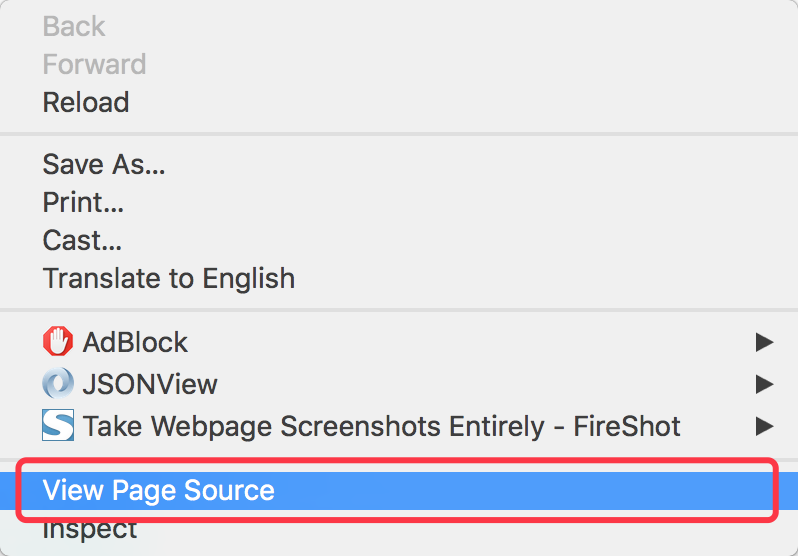 Back
Forward
Reload
Save As...
Print...
Cast...
Translate to English
AdBlock
JSONView
Take Webpage Screenshots Entirely - FireShot
View Page Source
Inspect